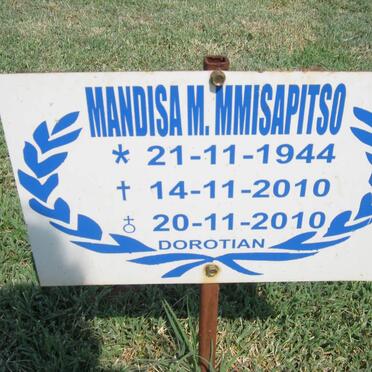 MANDISA M. MMISAPITSO
* 21-11-1944
† 14-11-2010
♁ 20-11-2010
DOROTIAN